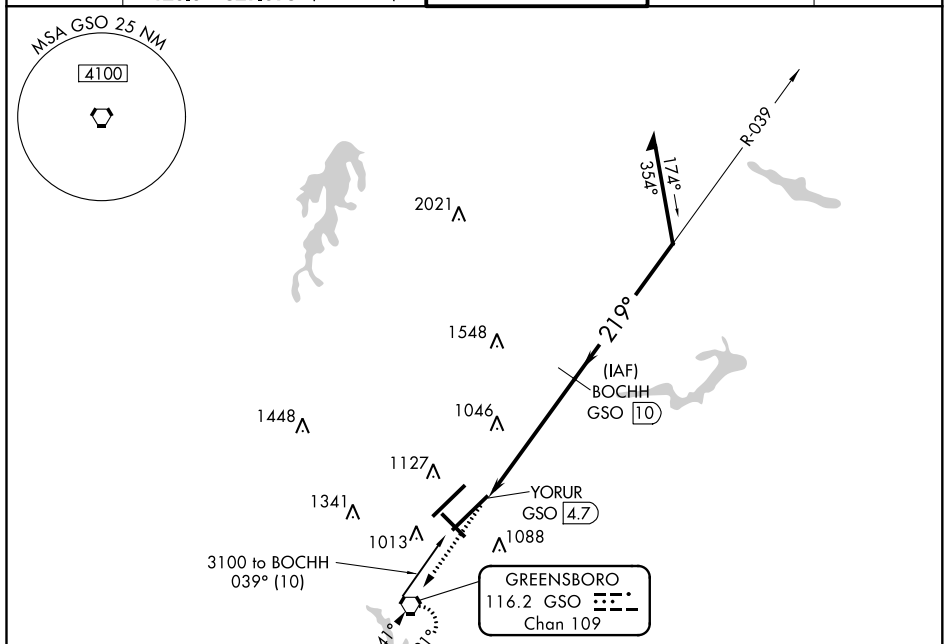 MSA GSO 25 NM
4100
R-039
174°
354°
2021
219°
1548
(IAF)
BOCHH
GSO 10
1448
1046
1127
YORUR
GSO 4.7
1341
1013
1088
3100 to BOCHH
039° (10)
GREENSBORO
116.2 GSO
Chan 109